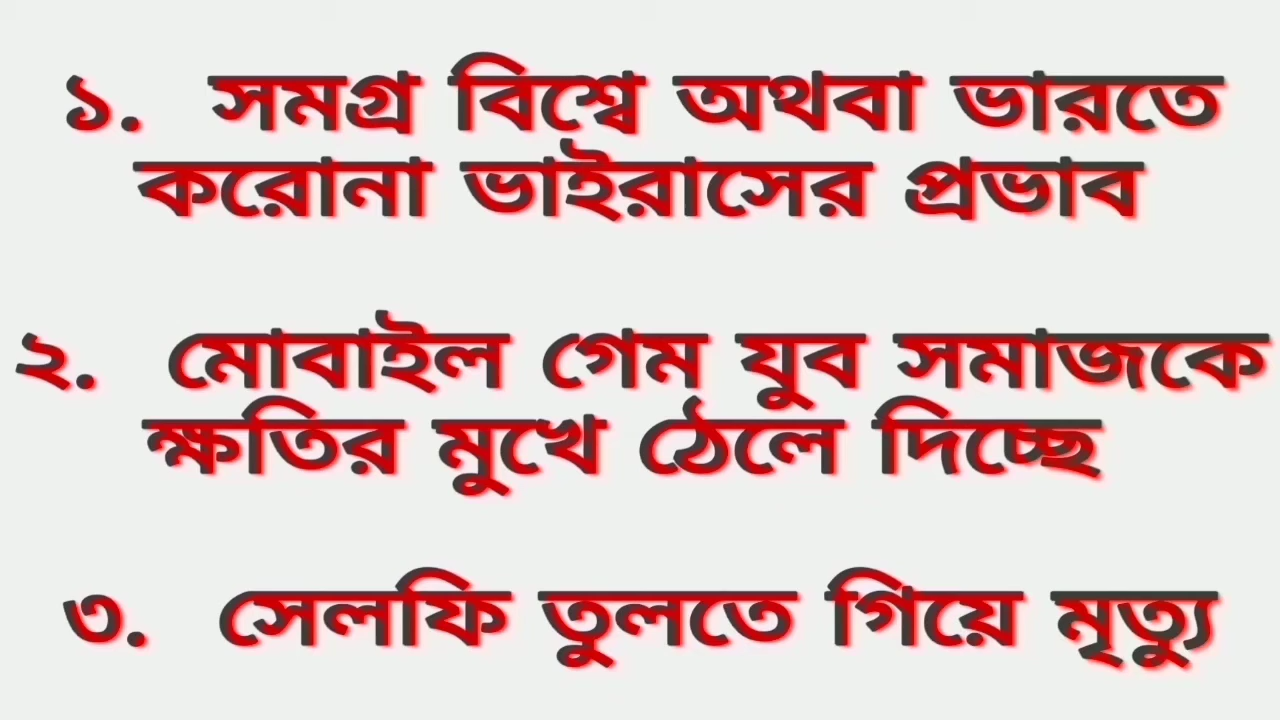 ১. সমগ্র বিশ্বে অথবা ভারতে
করোনা ভাইরাসের প্রভাব
২. মোবাইল গেম যুব সমাজকে
ক্ষতির মুখে ঠেলে দিচ্ছে
৩. সেলফি তুলতে গিয়ে মৃত্যু